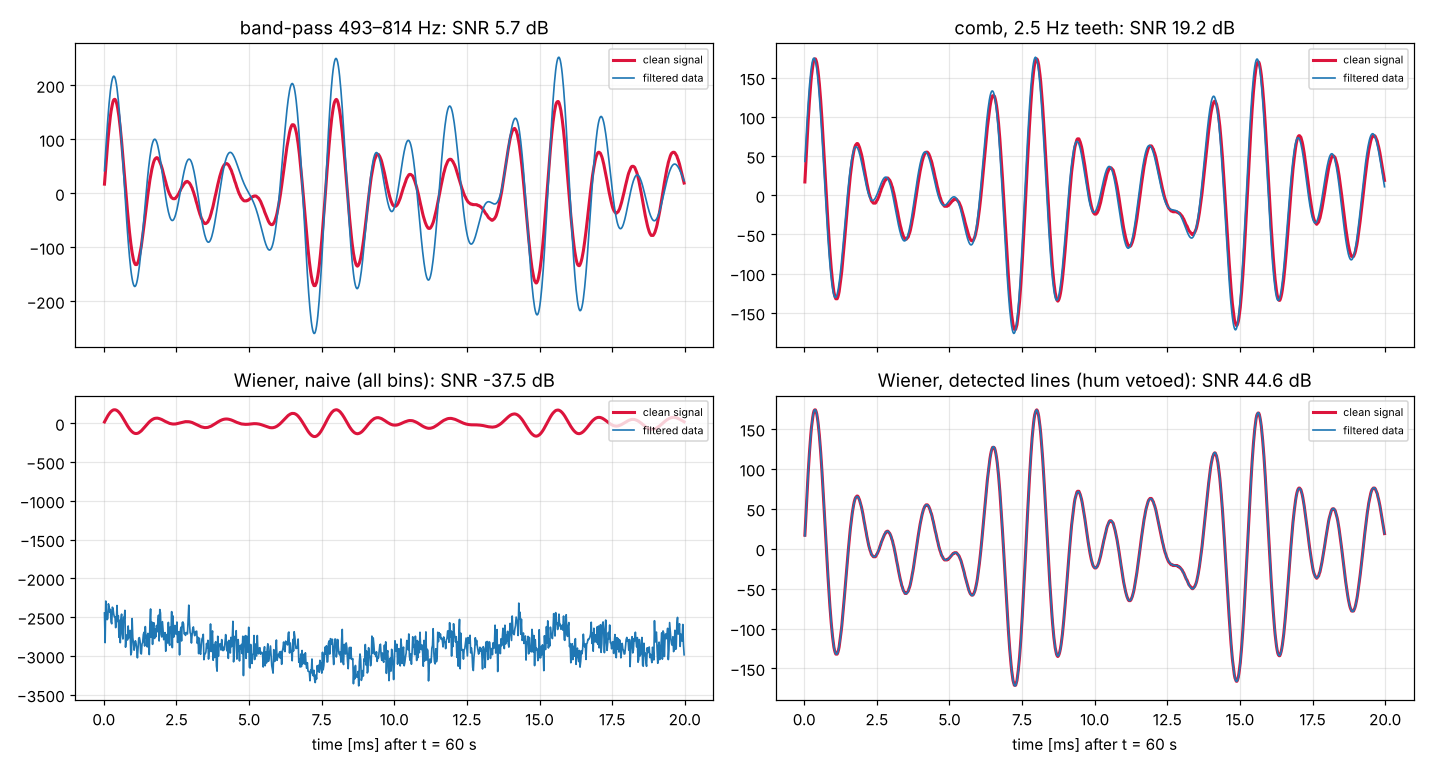 band-pass 493–814 Hz: SNR 5.7 dB
clean signal
filtered data
200
100
0
−100
−200
comb, 2.5 Hz teeth: SNR 19.2 dB
clean signal
filtered data
150
100
50
0
−50
−100
−150
Wiener, naive (all bins): SNR -37.5 dB
clean signal
filtered data
0
−500
−1000
−1500
−2000
−2500
−3000
−3500
0.0 2.5 5.0 7.5 10.0 12.5 15.0 17.5 20.0
time [ms] after t = 60 s
Wiener, detected lines (hum vetoed): SNR 44.6 dB
clean signal
filtered data
150
100
50
0
−50
−100
−150
0.0 2.5 5.0 7.5 10.0 12.5 15.0 17.5 20.0
time [ms] after t = 60 s